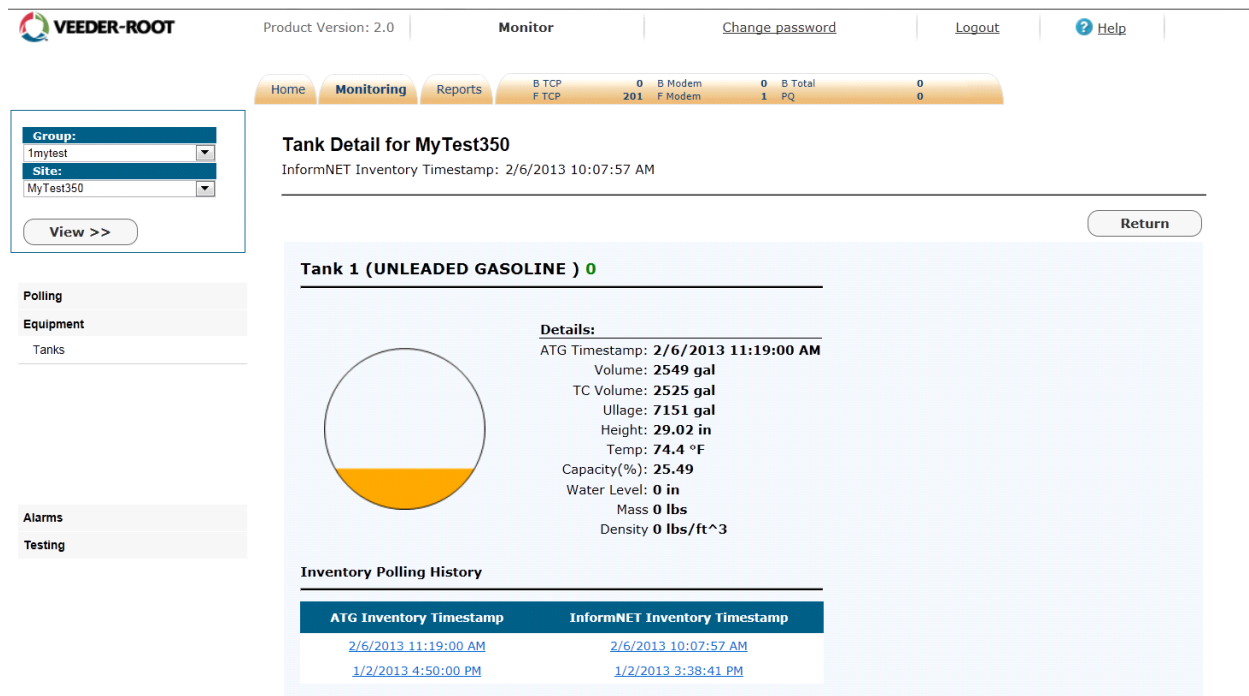 VEEDER-ROOT Product Version: 2.0 Monitor Change password Logout ? Help
Home Monitoring Reports
B TCP 0 B Modem 0 B Total 0
F TCP 201 F Modem 1 PQ 0
Group:
1mytest
Site:
MyTest350
View >>
Polling
Equipment
Tanks
Alarms
Testing
Tank Detail for MyTest350
InformNET Inventory Timestamp: 2/6/2013 10:07:57 AM
Return
Tank 1 (UNLEADED GASOLINE ) 0
Details:
ATG Timestamp: 2/6/2013 11:19:00 AM
Volume: 2549 gal
TC Volume: 2525 gal
Ullage: 7151 gal
Height: 29.02 in
Temp: 74.4 °F
Capacity(%): 25.49
Water Level: 0 in
Mass 0 lbs
Density 0 lbs/ft^3
Inventory Polling History
ATG Inventory Timestamp InformNET Inventory Timestamp
2/6/2013 11:19:00 AM 2/6/2013 10:07:57 AM
1/2/2013 4:50:00 PM 1/2/2013 3:38:41 PM